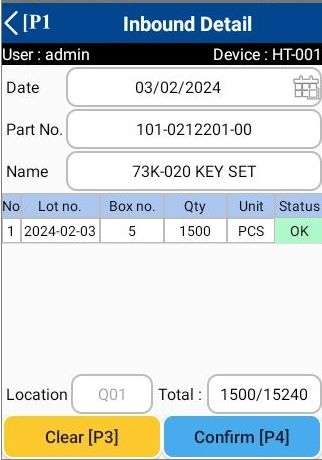 [P1 Inbound Detail
User : admin Device : HT-001
Date 03/02/2024
Part No. 101-0212201-00
Name 73K-020 KEY SET
No Lot no. Box no. Qty Unit Status
1 2024-02-03 5 1500 PCS OK
Location Q01 Total : 1500/15240
Clear [P3] Confirm [P4]